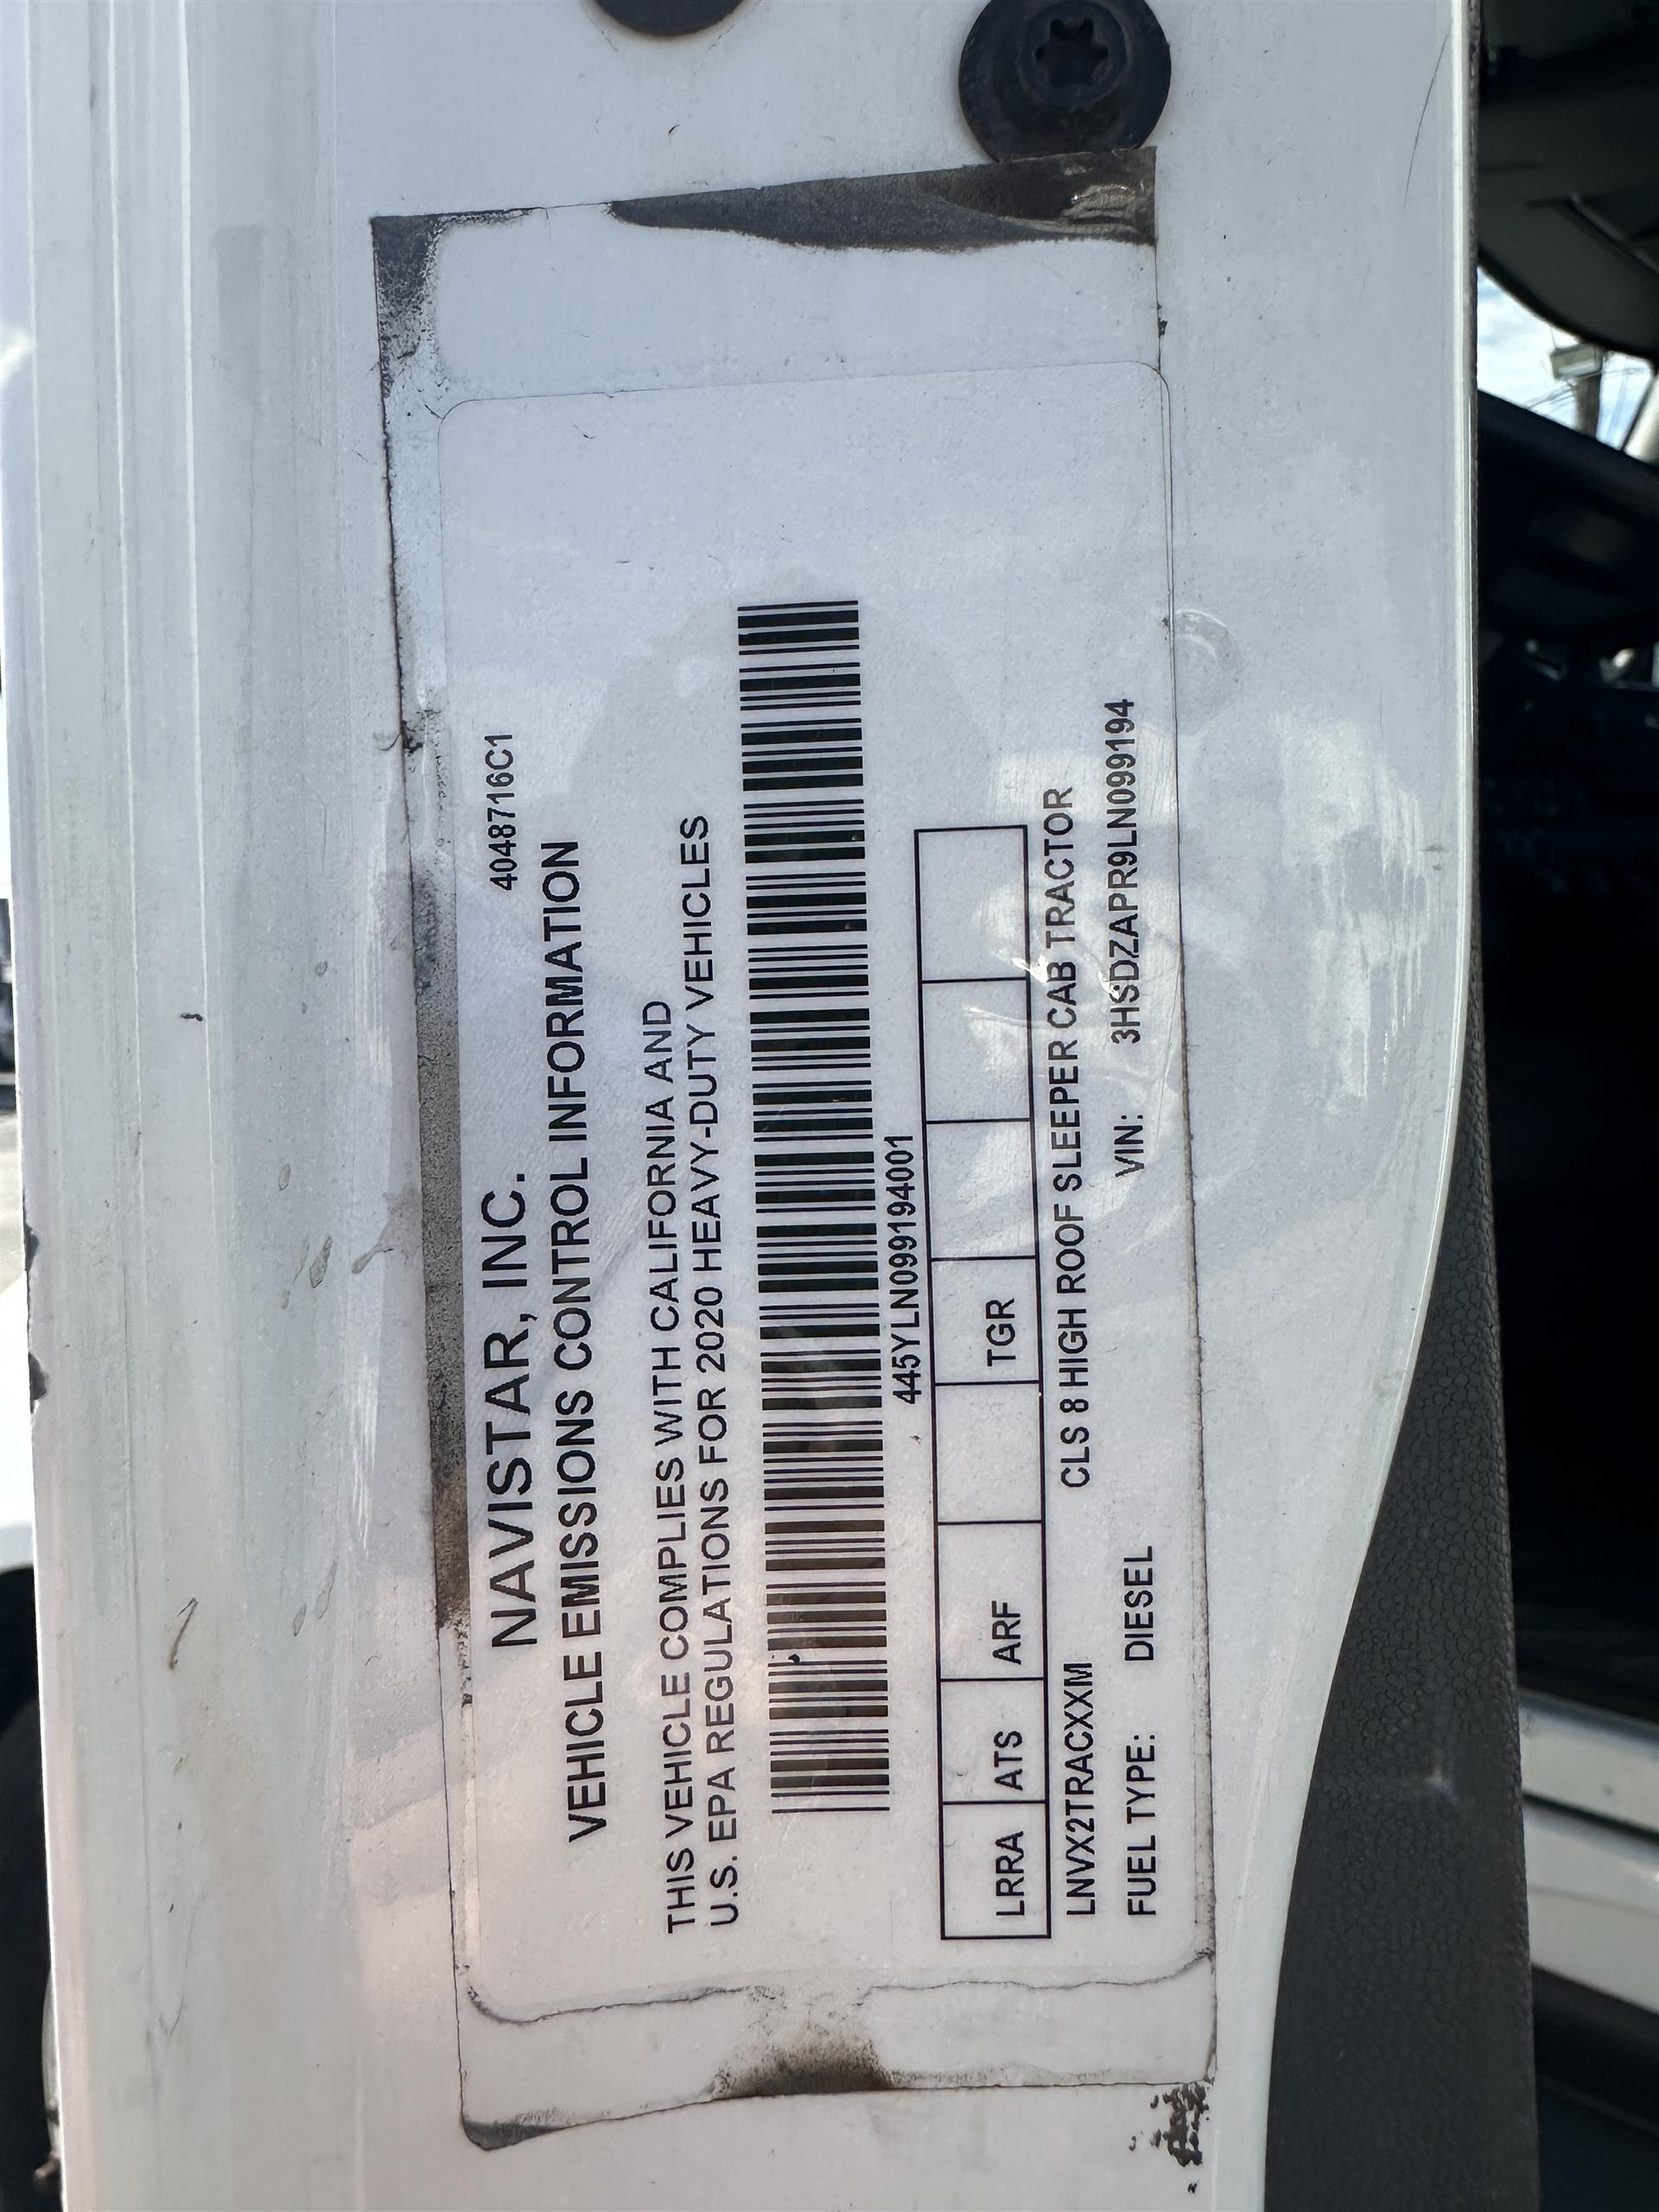 4048716C1
NAVISTAR, INC.
VEHICLE EMISSIONS CONTROL INFORMATION
THIS VEHICLE COMPLIES WITH CALIFORNIA AND
U.S. EPA REGULATIONS FOR 2020 HEAVY-DUTY VEHICLES
445YLN099194001
LRRA ATS ARF TGR
LNVX2TRACXXM CLS 8 HIGH ROOF SLEEPER CAB TRACTOR
FUEL TYPE: DIESEL VIN: 3HSDZAPR9LN099194